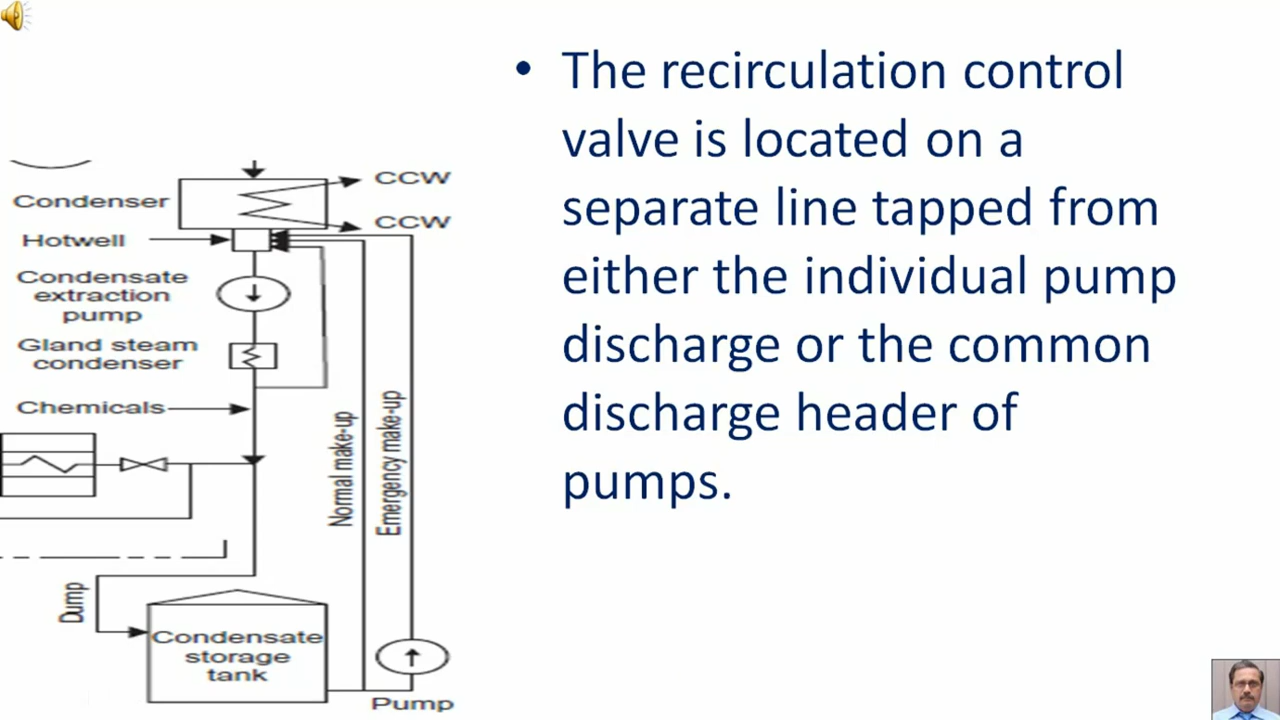 • The recirculation control
valve is located on a
separate line tapped from
either the individual pump
discharge or the common
discharge header of
pumps.
CCW
Condenser
CCW
Hotwell
Condensate
extraction
pump
Gland steam
condenser
Chemicals
Normal make-up
Emergency make-up
Dump
Condensate
storage
tank
Pump